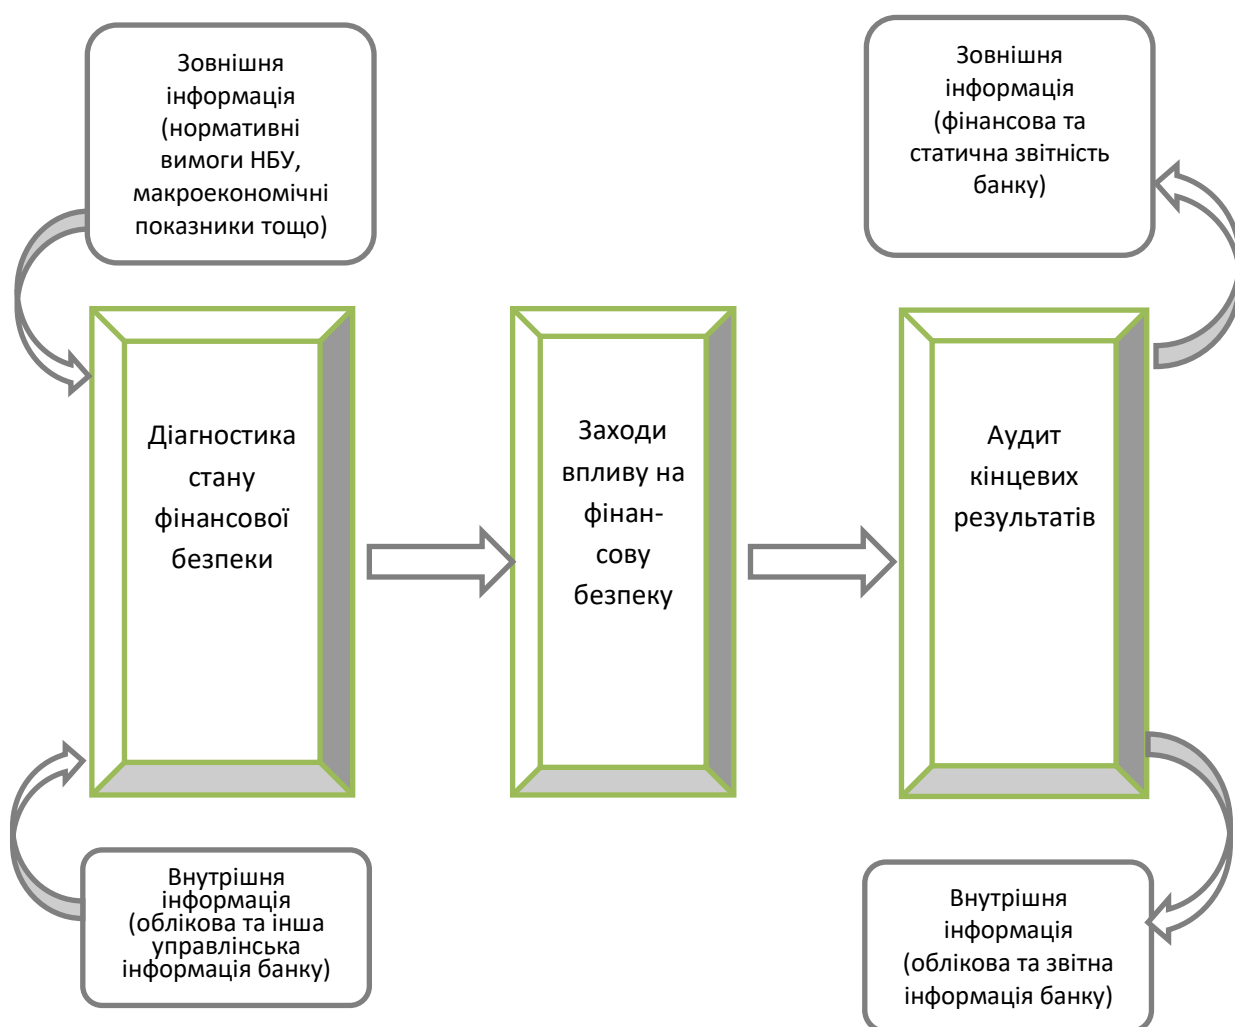 Зовнішня
інформація
(нормативні
вимоги НБУ,
макроекономічні
показники тощо)
Зовнішня
інформація
(фінансова та
статична звітність
банку)
Діагностика
стану
фінансової
безпеки
Заходи
впливу на
фінан-
сову
безпеку
Аудит
кінцевих
результатів
Внутрішня
інформація
(облікова та інша
управлінська
інформація банку)
Внутрішня
інформація
(облікова та звітна
інформація банку)